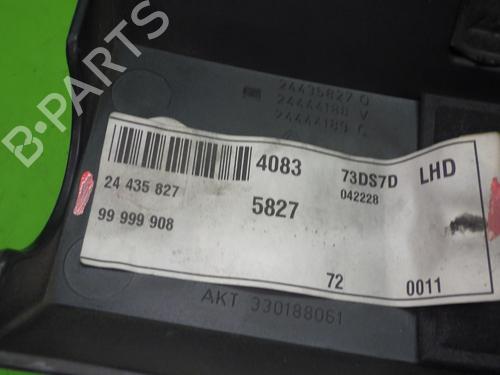 B-PARTS
24435827 Q
24444188 V
24444189 C
4083
73DS7D
LHD
042228
24 435 827
5827
99 999 908
72
0011
AKT 330188061